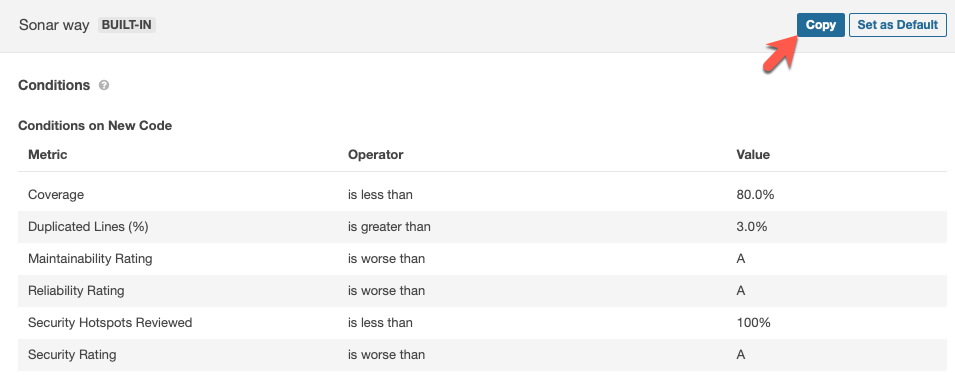 Sonar way BUILT-IN Copy Set as Default
Conditions ?
Conditions on New Code
Metric Operator Value
Coverage is less than 80.0%
Duplicated Lines (%) is greater than 3.0%
Maintainability Rating is worse than A
Reliability Rating is worse than A
Security Hotspots Reviewed is less than 100%
Security Rating is worse than A